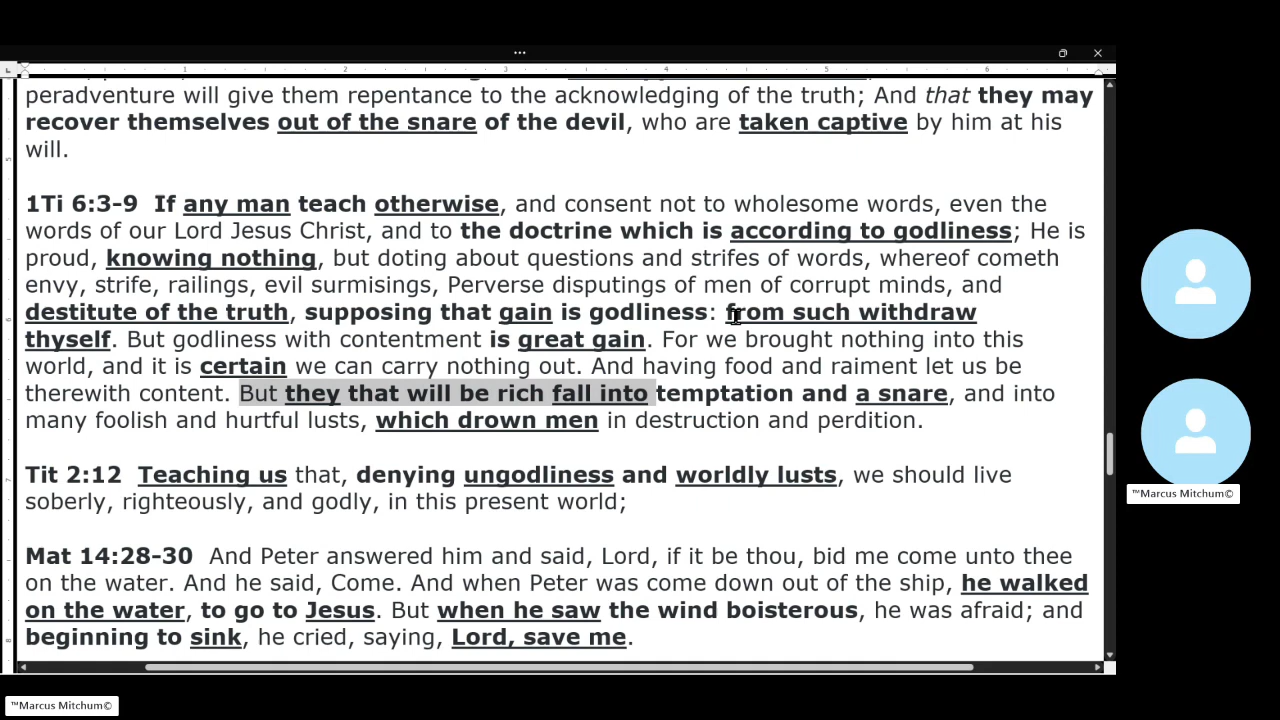 peradventure will give them repentance to the acknowledging of the truth; And that they may
recover themselves out of the snare of the devil, who are taken captive by him at his
will.
1Ti 6:3-9 If any man teach otherwise, and consent not to wholesome words, even the
words of our Lord Jesus Christ, and to the doctrine which is according to godliness; He is
proud, knowing nothing, but doting about questions and strifes of words, whereof cometh
envy, strife, railings, evil surmisings, Perverse disputings of men of corrupt minds, and
destitute of the truth, supposing that gain is godliness: from such withdraw
thyself. But godliness with contentment is great gain. For we brought nothing into this
world, and it is certain we can carry nothing out. And having food and raiment let us be
therewith content. But they that will be rich fall into temptation and a snare, and into
many foolish and hurtful lusts, which drown men in destruction and perdition.
Tit 2:12 Teaching us that, denying ungodliness and worldly lusts, we should live
soberly, righteously, and godly, in this present world;
Mat 14:28-30 And Peter answered him and said, Lord, if it be thou, bid me come unto thee
on the water. And he said, Come. And when Peter was come down out of the ship, he walked
on the water, to go to Jesus. But when he saw the wind boisterous, he was afraid; and
beginning to sink, he cried, saying, Lord, save me.
™Marcus Mitchum©
™Marcus Mitchum©